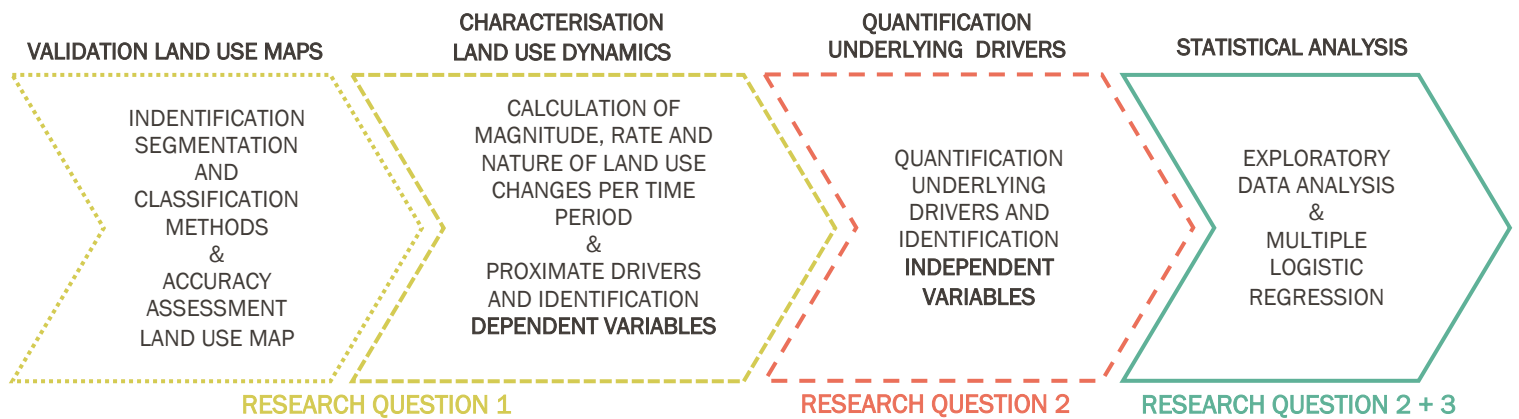 VALIDATION LAND USE MAPS
INDENTIFICATION
SEGMENTATION
AND
CLASSIFICATION
METHODS
&
ACCURACY
ASSESSMENT
LAND USE MAP
CHARACTERISATION
LAND USE DYNAMICS
CALCULATION OF
MAGNITUDE, RATE AND
NATURE OF LAND USE
CHANGES PER TIME
PERIOD
&
PROXIMATE DRIVERS
AND IDENTIFICATION
DEPENDENT VARIABLES
RESEARCH QUESTION 1
QUANTIFICATION
UNDERLYING DRIVERS
QUANTIFICATION
UNDERLYING
DRIVERS AND
IDENTIFICATION
INDEPENDENT
VARIABLES
RESEARCH QUESTION 2
STATISTICAL ANALYSIS
EXPLORATORY
DATA ANALYSIS
&
MULTIPLE
LOGISTIC
REGRESSION
RESEARCH QUESTION 2 + 3